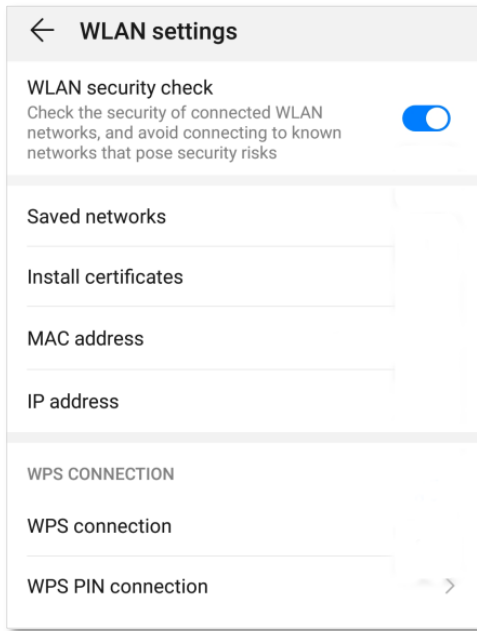 WLAN settings
WLAN security check
Check the security of connected WLAN
networks, and avoid connecting to known
networks that pose security risks
Saved networks
Install certificates
MAC address
IP address
WPS CONNECTION
WPS connection
WPS PIN connection